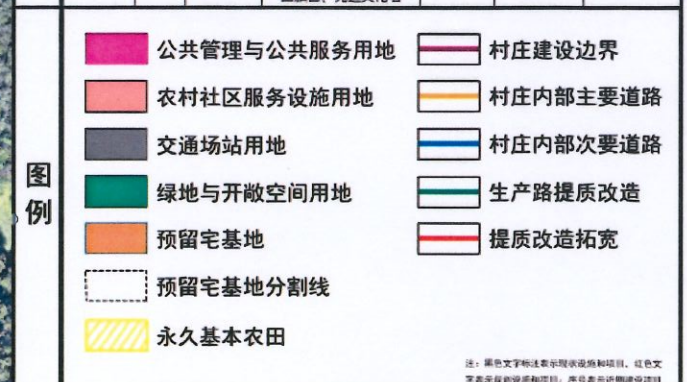 图例
公共管理与公共服务用地
农村社区服务设施用地
交通场站用地
绿地与开敞空间用地
预留宅基地
预留宅基地分割线
永久基本农田
村庄建设边界
村庄内部主要道路
村庄内部次要道路
生产路提质改造
提质改造拓宽
注：黑色文字标注表示现状设施和项目，红色文